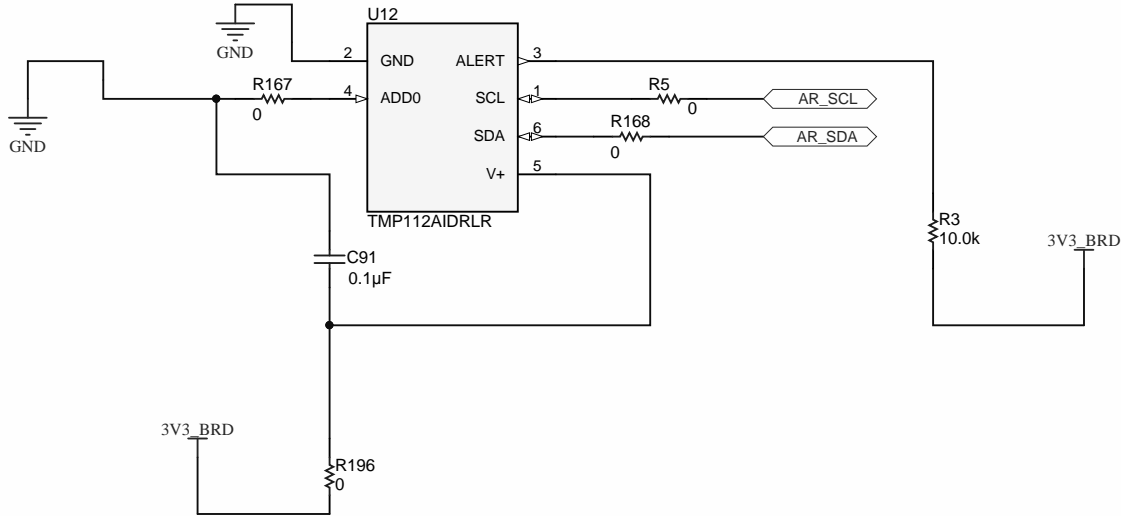 U12
GND
2
GND
ALERT
3
R167
0
4
ADD0
SCL
1
R5
0
AR_SCL
GND
SDA
6
R168
0
AR_SDA
V+
5
TMP112AIDRLR
R3
10.0k
3V3_BRD
C91
0.1µF
3V3_BRD
R196
0